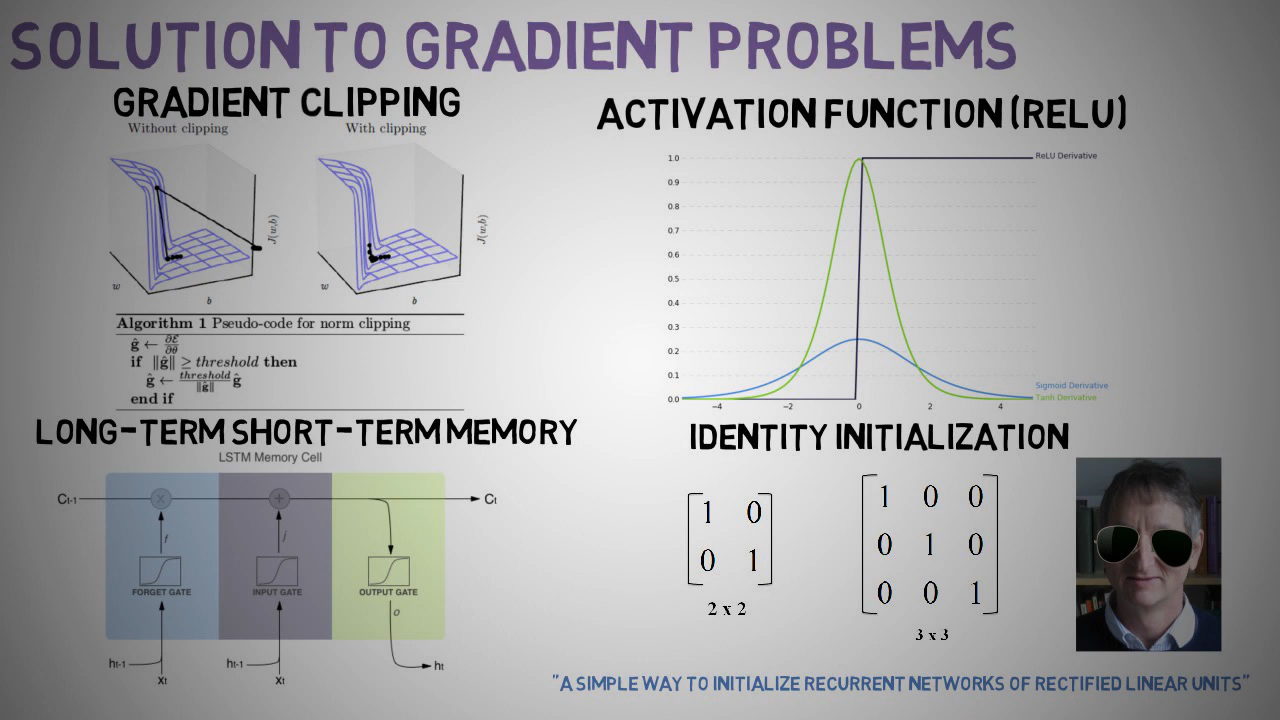 SOLUTION TO GRADIENT PROBLEMS
GRADIENT CLIPPING
Without clipping
With clipping
J(w,b)
w
b
J(w,b)
w
b
Algorithm 1 Pseudo-code for norm clipping
ĝ ← ∂ℰ/∂θ
if ‖ĝ‖ ≥ threshold then
ĝ ← threshold/‖ĝ‖ ĝ
end if
ACTIVATION FUNCTION (RELU)
1.0
0.9
0.8
0.7
0.6
0.5
0.4
0.3
0.2
0.1
0.0
−4 −2 0 2 4
ReLU Derivative
Sigmoid Derivative
Tanh Derivative
LONG-TERM SHORT-TERM MEMORY
LSTM Memory Cell
Ct-1 x + Ct
f j
FORGET GATE INPUT GATE OUTPUT GATE
o
ht-1 ht-1 ht
xt xt
IDENTITY INITIALIZATION
1 0
0 1
2 x 2
1 0 0
0 1 0
0 0 1
3 x 3
"A SIMPLE WAY TO INITIALIZE RECURRENT NETWORKS OF RECTIFIED LINEAR UNITS"